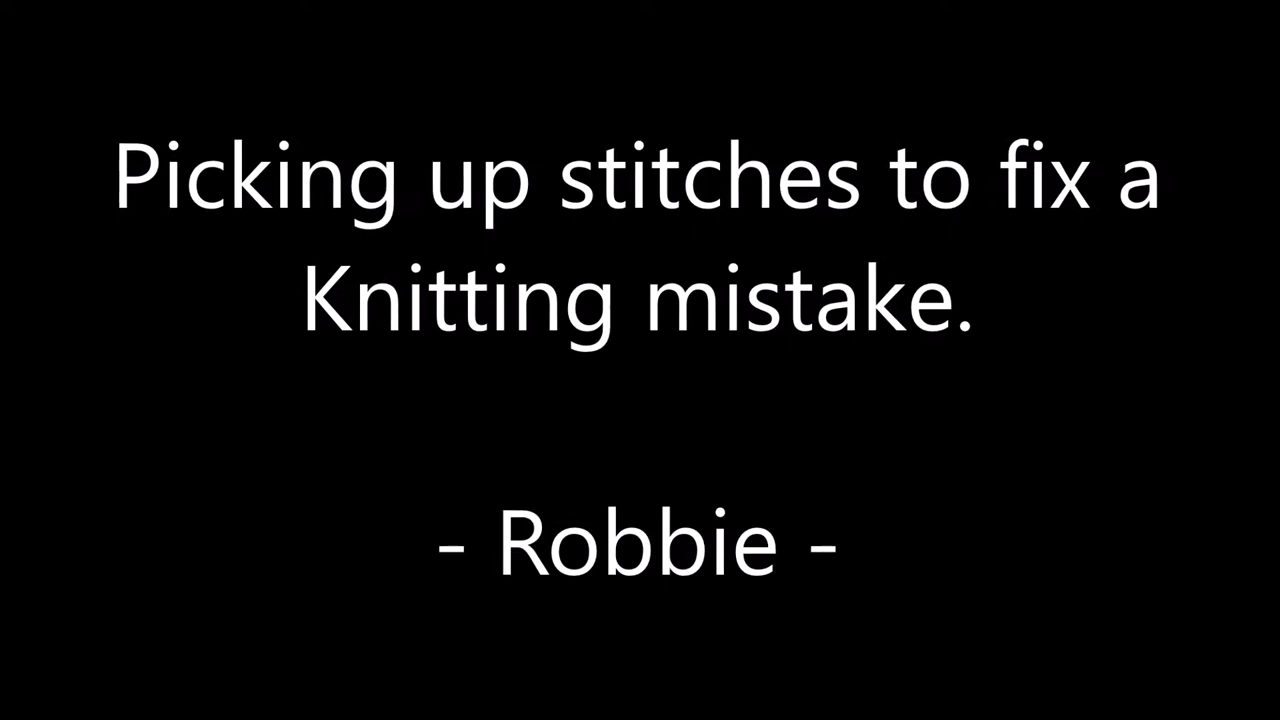 Picking up stitches to fix a
Knitting mistake.
- Robbie -